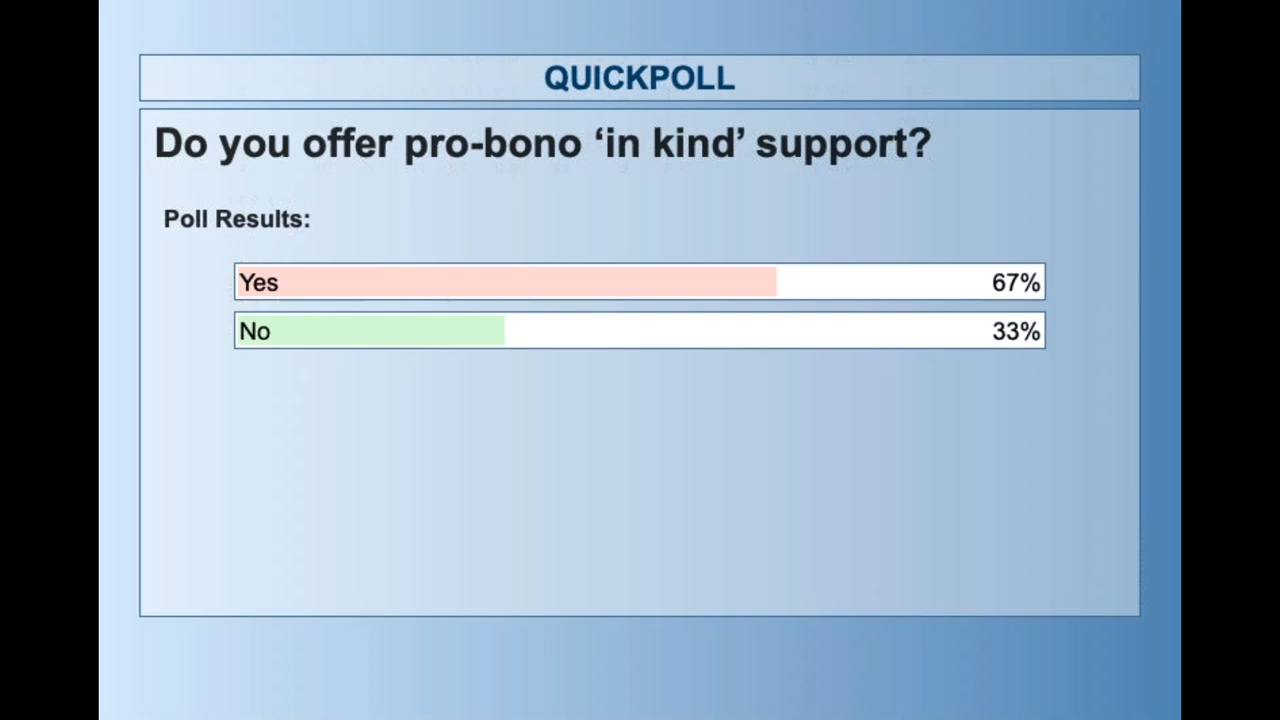 QUICKPOLL
Do you offer pro-bono ‘in kind’ support?
Poll Results:
Yes 67%
No 33%